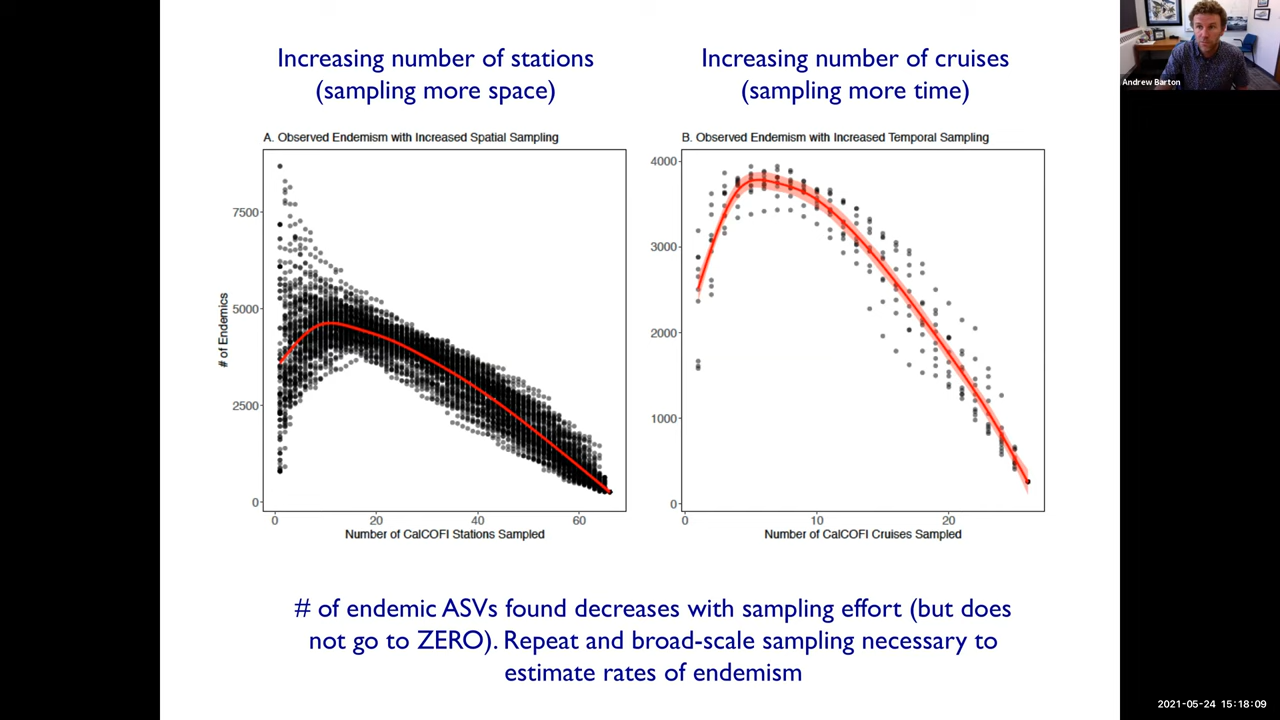 Increasing number of stations
(sampling more space)
Increasing number of cruises
(sampling more time)
Andrew Barton
A. Observed Endemism with Increased Spatial Sampling
7500
5000
2500
0
# of Endemics
0 20 40 60
Number of CalCOFI Stations Sampled
B. Observed Endemism with Increased Temporal Sampling
4000
3000
2000
1000
0
0 10 20
Number of CalCOFI Cruises Sampled
# of endemic ASVs found decreases with sampling effort (but does
not go to ZERO). Repeat and broad-scale sampling necessary to
estimate rates of endemism
2021-05-24 15:18:09